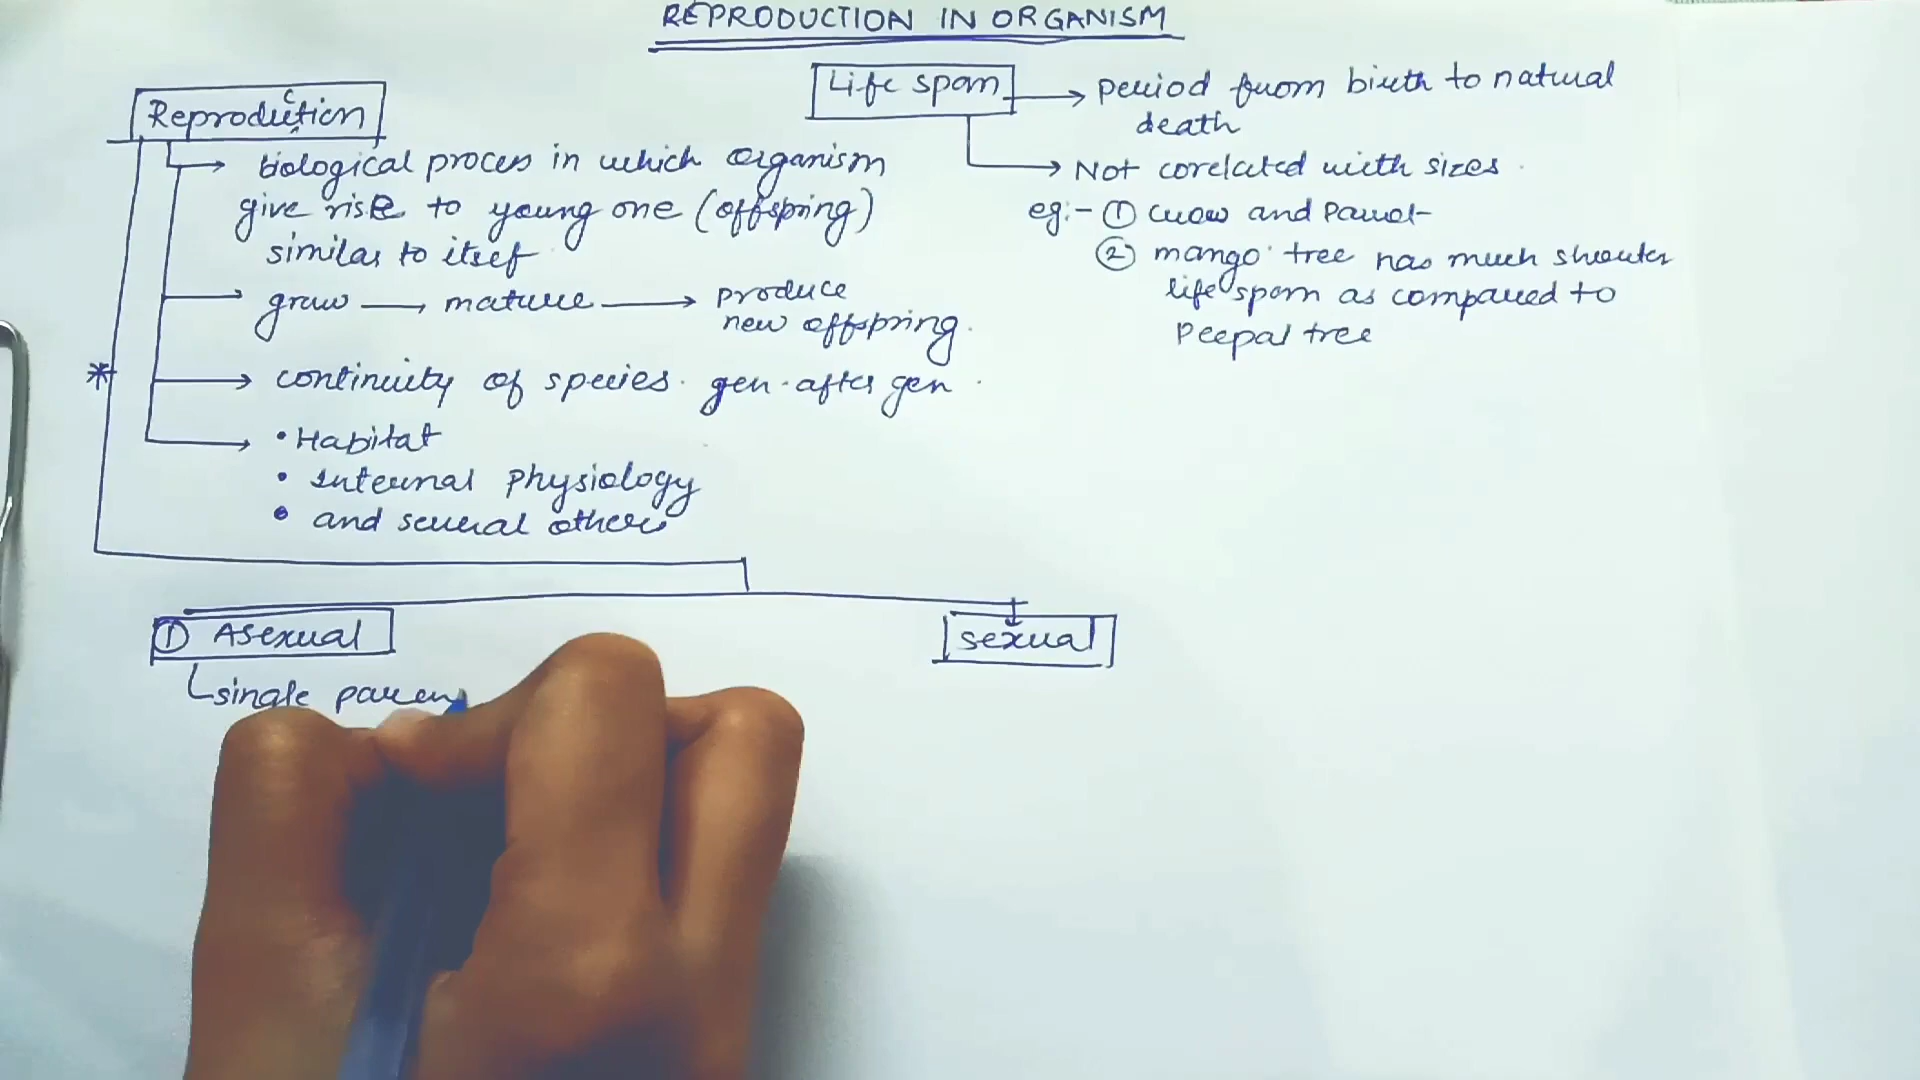 REPRODUCTION IN ORGANISM
Reproduction
biological proces in which organism
give rise to young one (offspring)
similar to itself
grow → mature → produce
new offspring.
* continuity of species. gen. after gen.
• Habitat
• internal physiology
• and several others
Life span → period from birth to natural
death
→ Not corelated with sizes.
eg:- ① crow and Parrot
② mango tree has much shorter
life span as compared to
Peepal tree
① Asexual
single paren
sexual